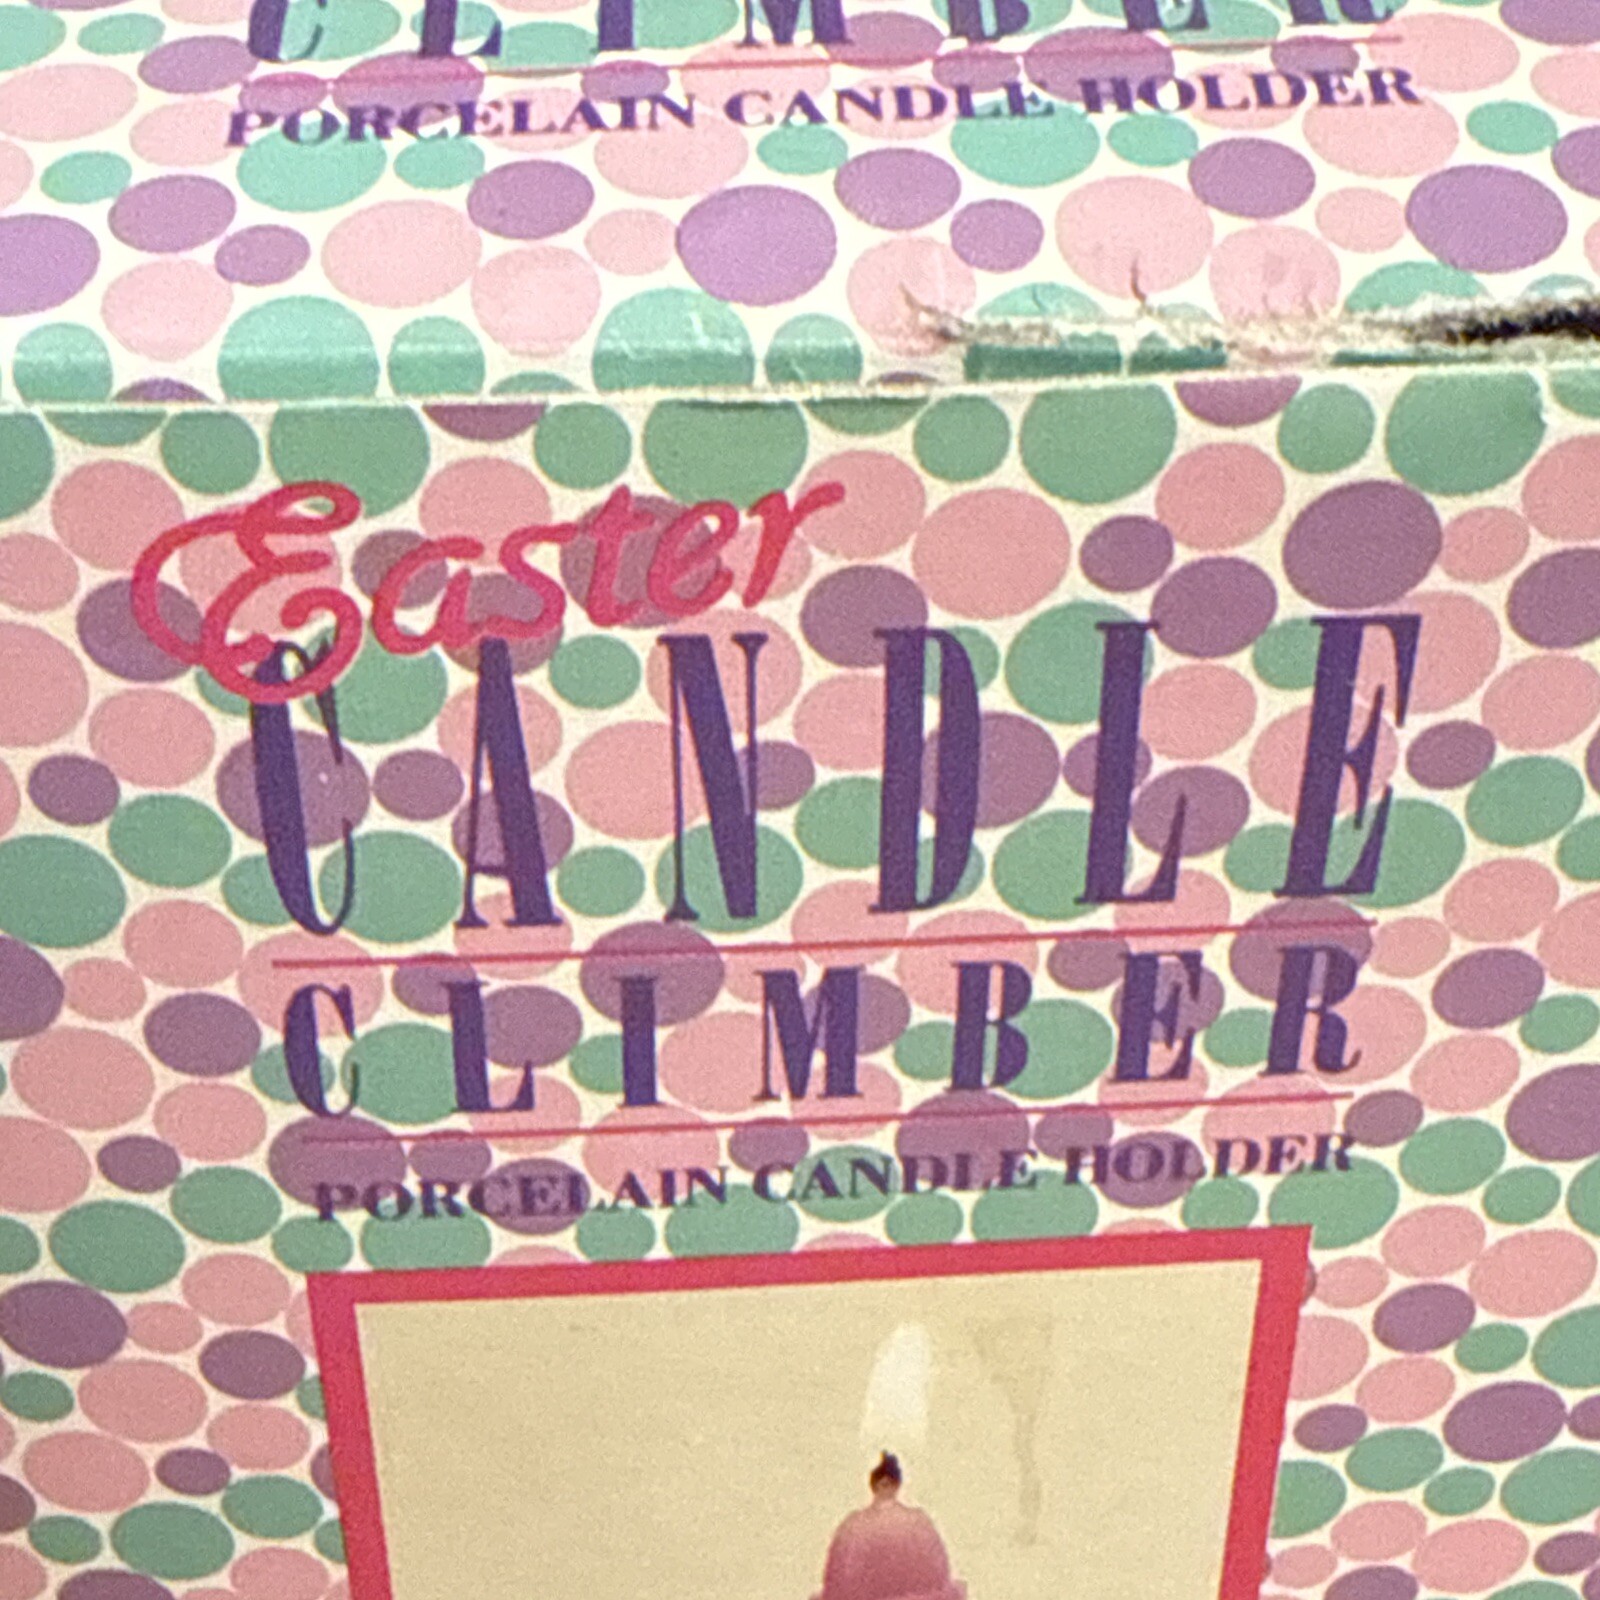 CLIMBER
PORCELAIN CANDLE HOLDER
Easter
CANDLE
CLIMBER
PORCELAIN CANDLE HOLDER